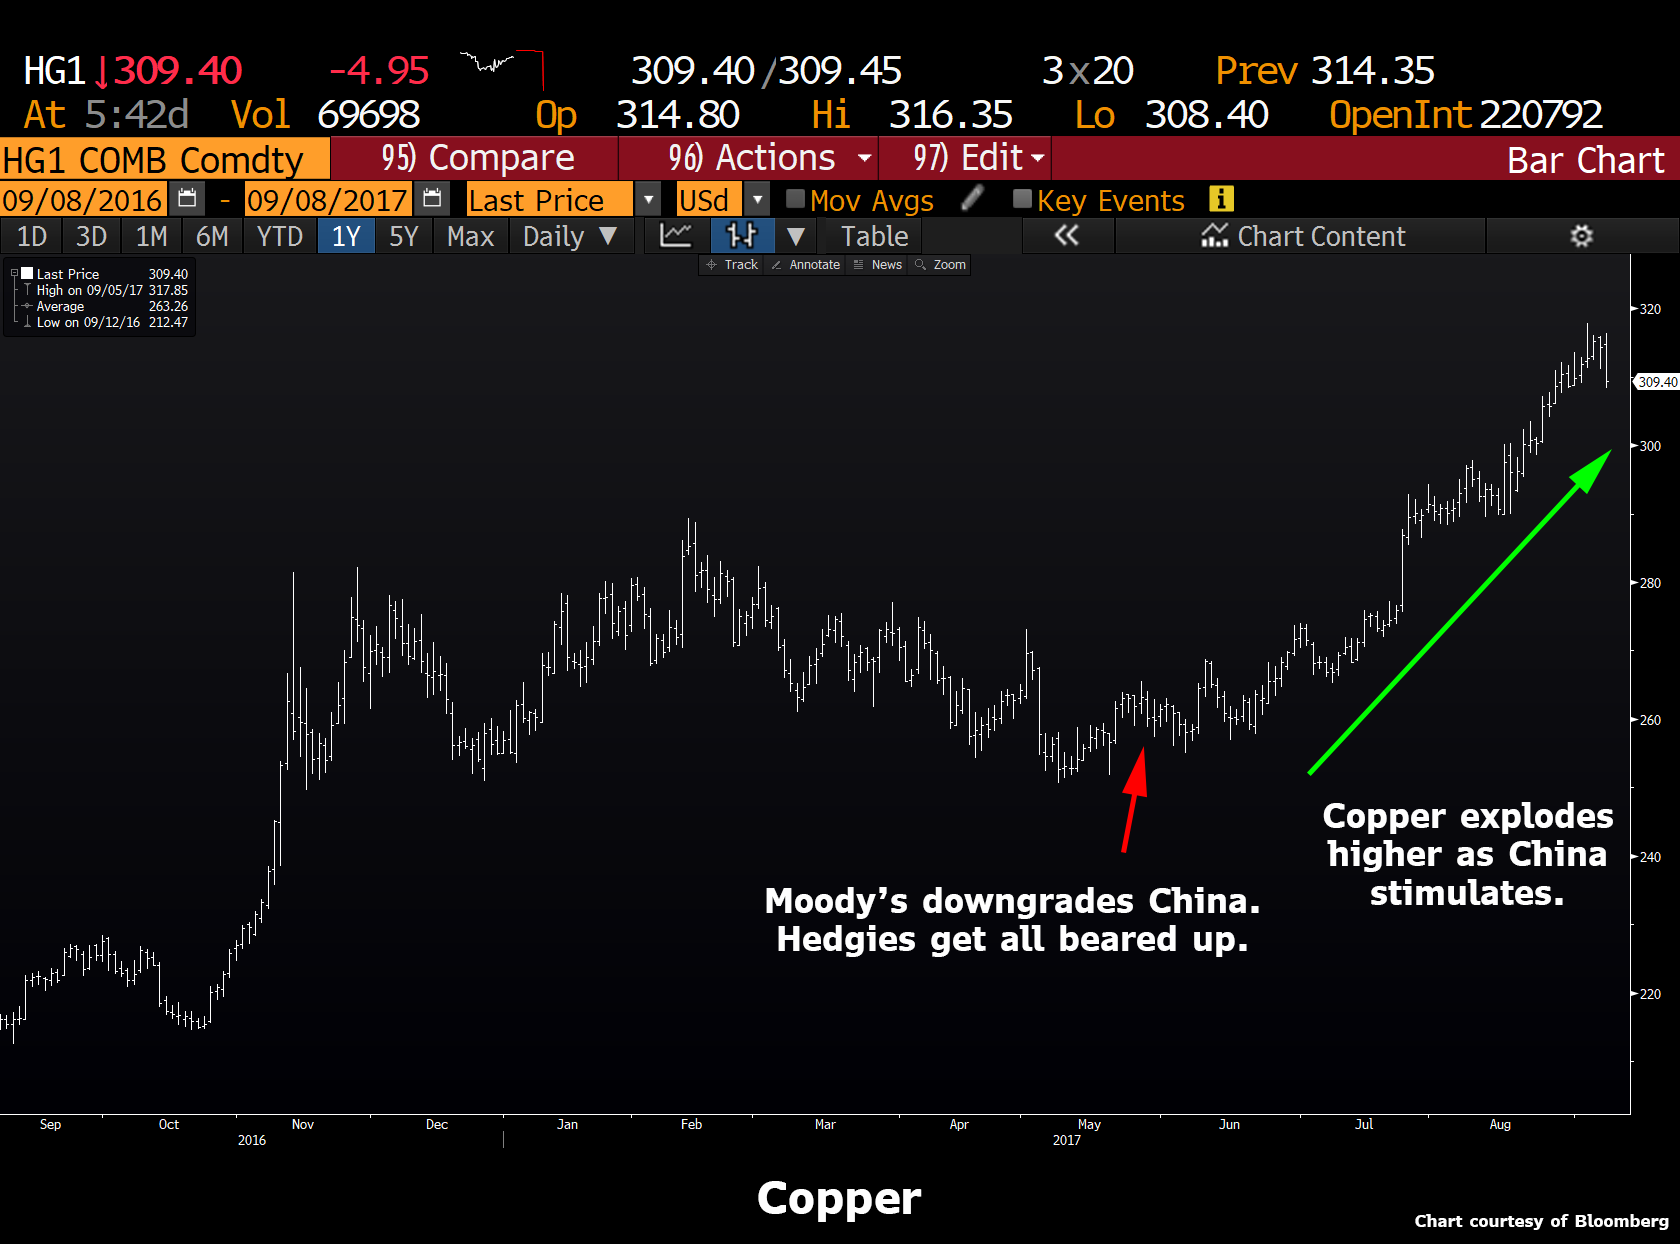 HG1 ↓309.40 -4.95 309.40/309.45 3x20 Prev 314.35
At 5:42d Vol 69698 Op 314.80 Hi 316.35 Lo 308.40 OpenInt 220792
HG1 COMB Comdty 95) Compare 96) Actions 97) Edit Bar Chart
09/08/2016 - 09/08/2017 Last Price USd Mov Avgs Key Events i
1D 3D 1M 6M YTD 1Y 5Y Max Daily ▼ ▼ Table « Chart Content
Track Annotate News Zoom
Last Price 309.40
High on 09/05/17 317.85
Average 263.26
Low on 09/12/16 212.47
320
309.40
300
280
260
240
220
Copper explodes
higher as China
stimulates.
Moody’s downgrades China.
Hedgies get all beared up.
Sep Oct Nov Dec Jan Feb Mar Apr May Jun Jul Aug
2016 2017
Copper
Chart courtesy of Bloomberg